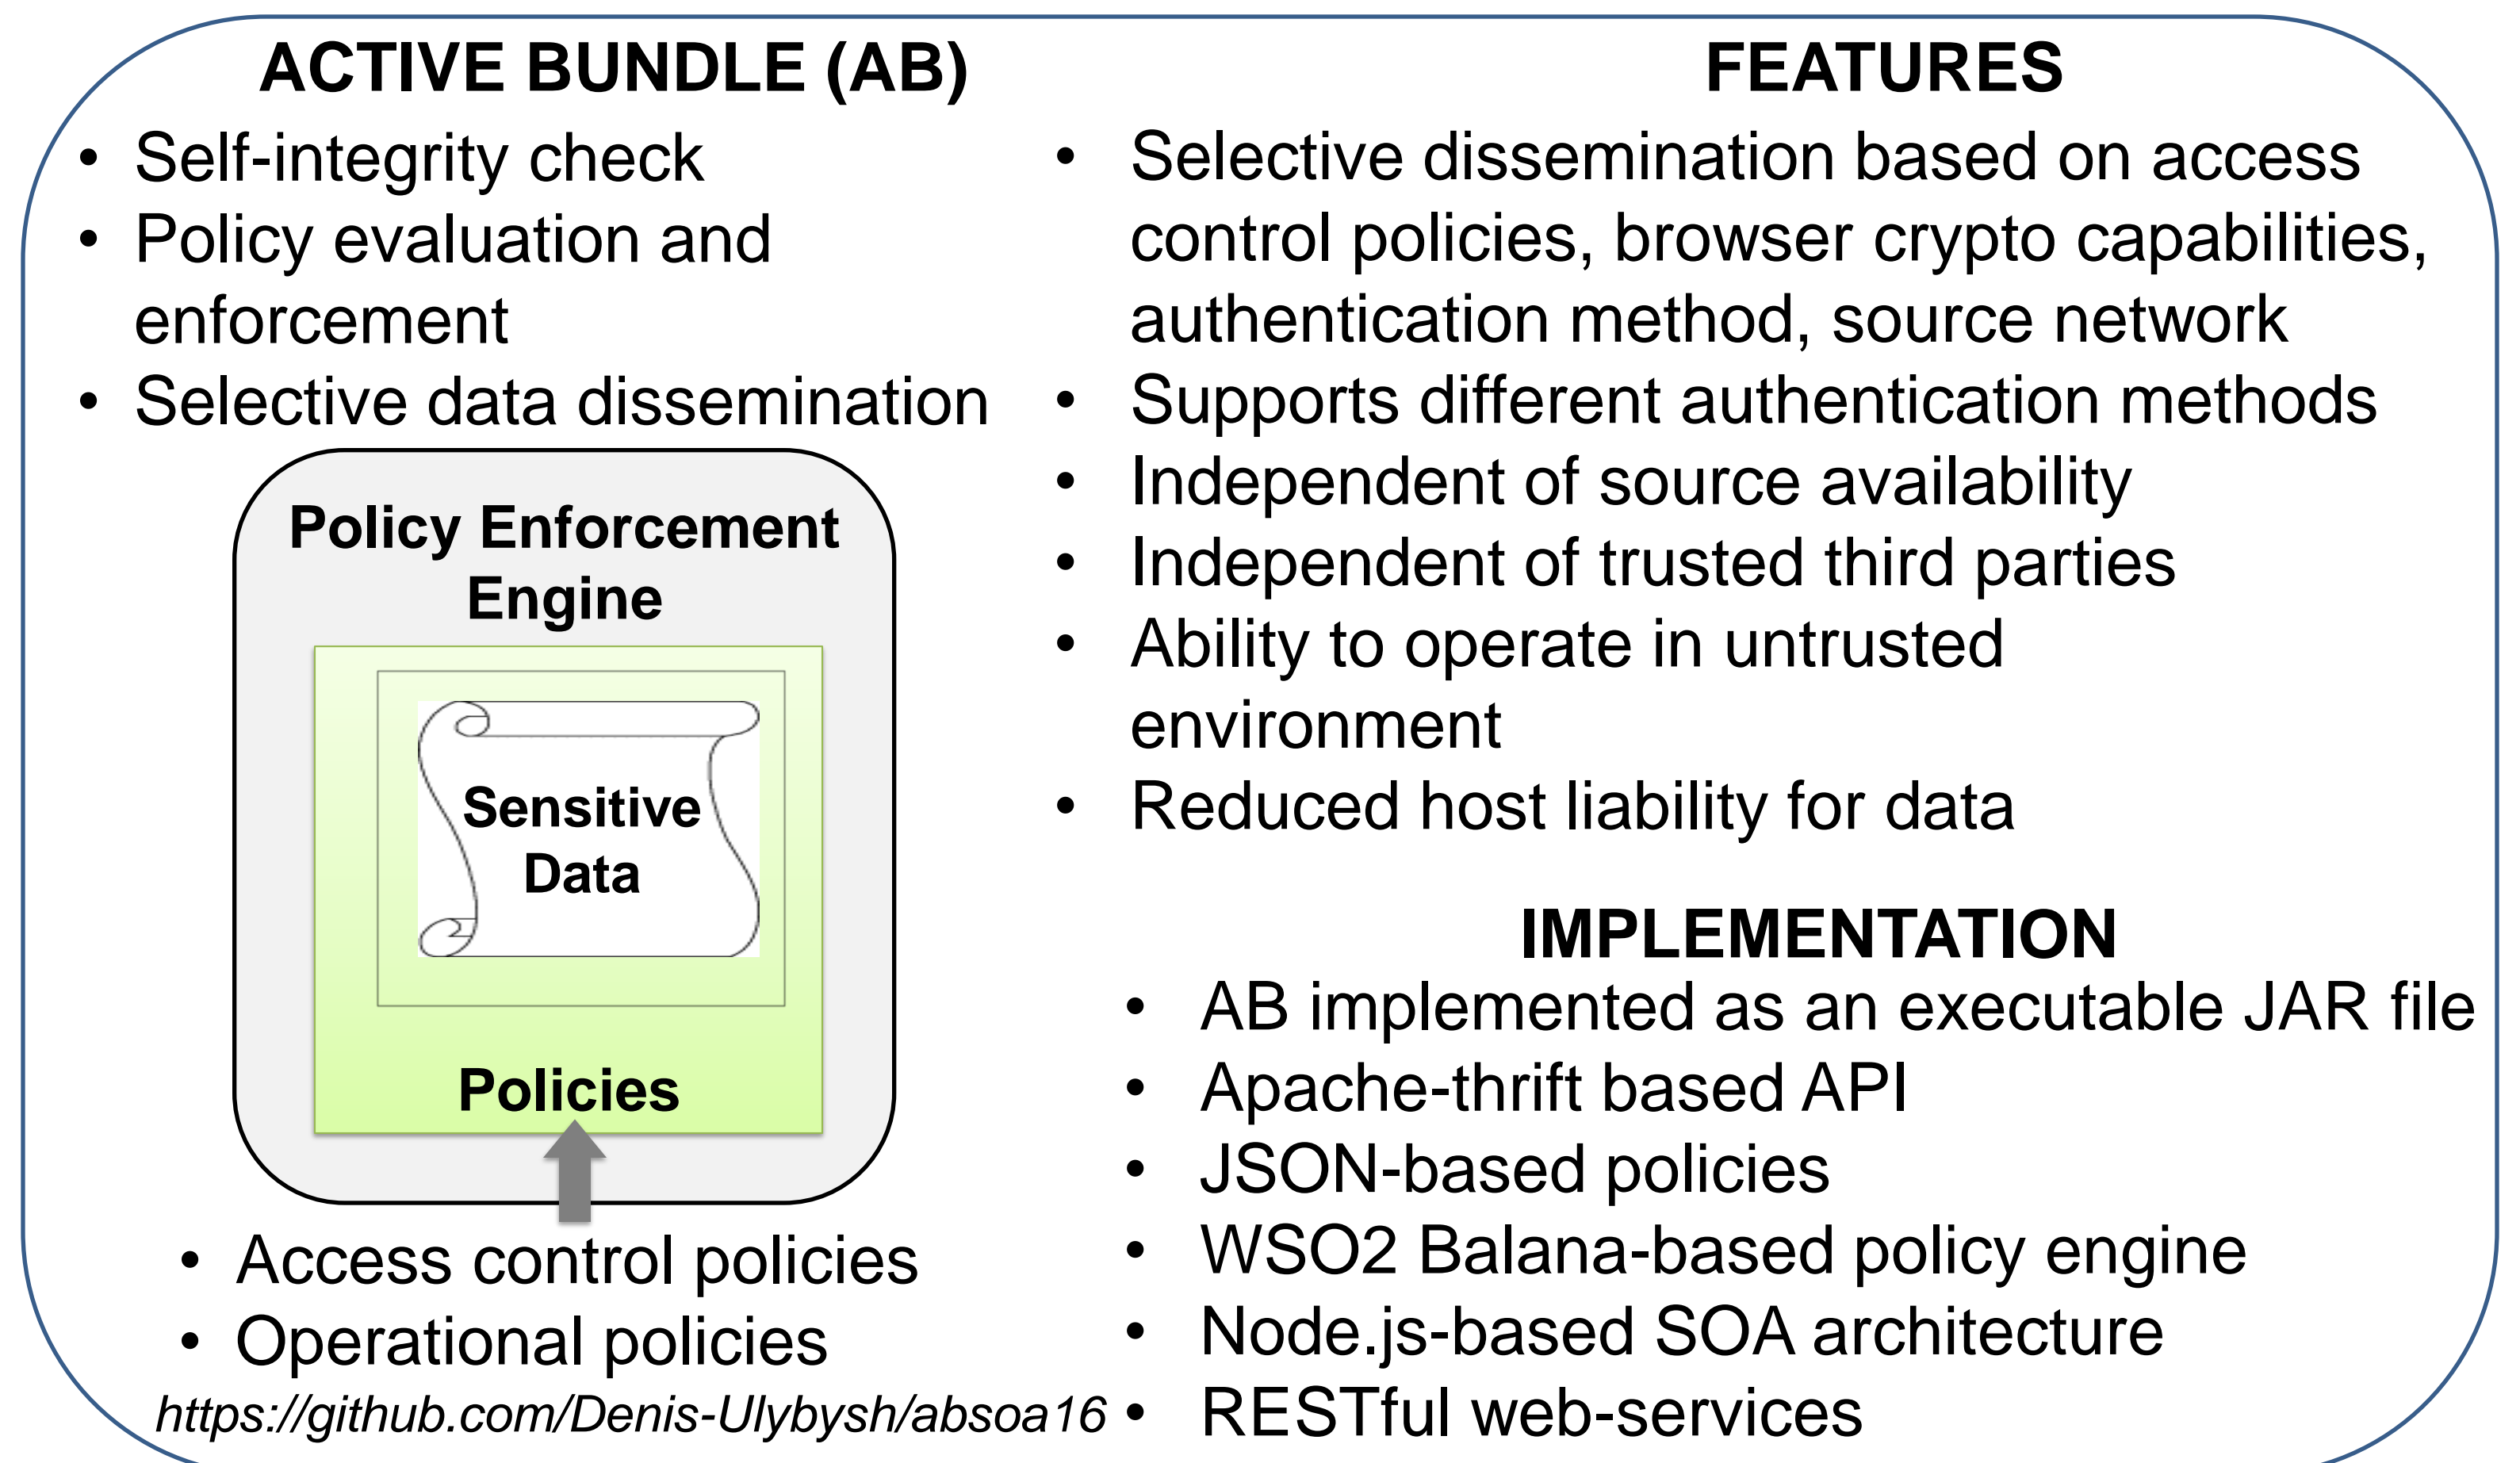 ACTIVE BUNDLE (AB)
• Self-integrity check
• Policy evaluation and
enforcement
• Selective data dissemination
Policy Enforcement
Engine
Sensitive
Data
Policies
• Access control policies
• Operational policies
https://github.com/Denis-Ulybysh/absoa16
FEATURES
• Selective dissemination based on access
control policies, browser crypto capabilities,
authentication method, source network
• Supports different authentication methods
• Independent of source availability
• Independent of trusted third parties
• Ability to operate in untrusted
environment
• Reduced host liability for data
IMPLEMENTATION
• AB implemented as an executable JAR file
• Apache-thrift based API
• JSON-based policies
• WSO2 Balana-based policy engine
• Node.js-based SOA architecture
• RESTful web-services